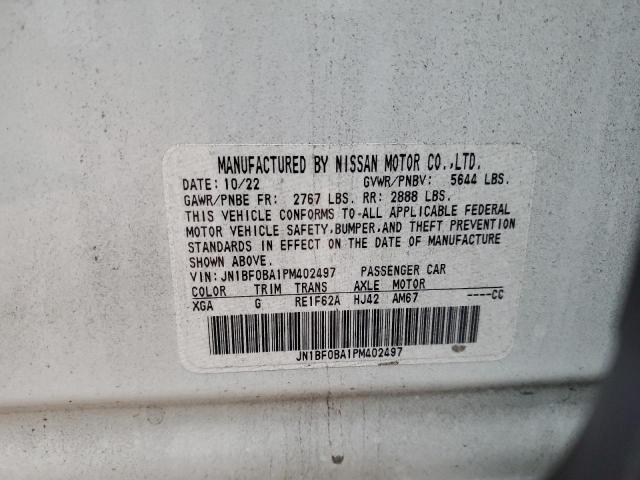 MANUFACTURED BY NISSAN MOTOR CO.,LTD.
DATE: 10/22 GVWR/PNBV: 5644 LBS.
GAWR/PNBE FR: 2767 LBS. RR: 2888 LBS.
THIS VEHICLE CONFORMS TO ALL APPLICABLE FEDERAL
MOTOR VEHICLE SAFETY,BUMPER,AND THEFT PREVENTION
STANDARDS IN EFFECT ON THE DATE OF MANUFACTURE
SHOWN ABOVE.
VIN: JN1BF0BA1PM402497 PASSENGER CAR
COLOR TRIM TRANS AXLE MOTOR
XGA G RE1F62A HJ42 AM67 ----CC
JN1BF0BA1PM402497